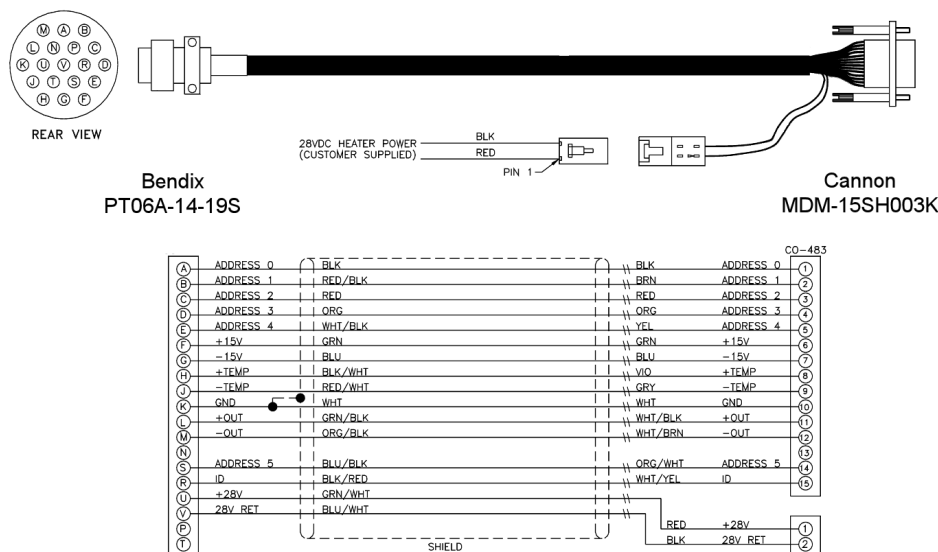 M A B
L N P C
K U V R D
J T S E
H G F
REAR VIEW
28VDC HEATER POWER
(CUSTOMER SUPPLIED)
BLK
RED
PIN 1
Bendix
PT06A-14-19S
Cannon
MDM-15SH003K
CO-483
A ADDRESS 0 BLK BLK ADDRESS 0 1
B ADDRESS 1 RED/BLK BRN ADDRESS 1 2
C ADDRESS 2 RED RED ADDRESS 2 3
D ADDRESS 3 ORG ORG ADDRESS 3 4
E ADDRESS 4 WHT/BLK YEL ADDRESS 4 5
F +15V GRN GRN +15V 6
G -15V BLU BLU -15V 7
H +TEMP BLK/WHT VIO +TEMP 8
J -TEMP RED/WHT GRY -TEMP 9
K GND WHT WHT GND 10
L +OUT GRN/BLK WHT/BLK +OUT 11
M -OUT ORG/BLK WHT/BRN -OUT 12
N 13
S ADDRESS 5 BLU/BLK ORG/WHT ADDRESS 5 14
R ID BLK/RED WHT/YEL ID 15
U +28V GRN/WHT
V 28V RET BLU/WHT
P RED +28V 1
T BLK 28V RET 2
SHIELD